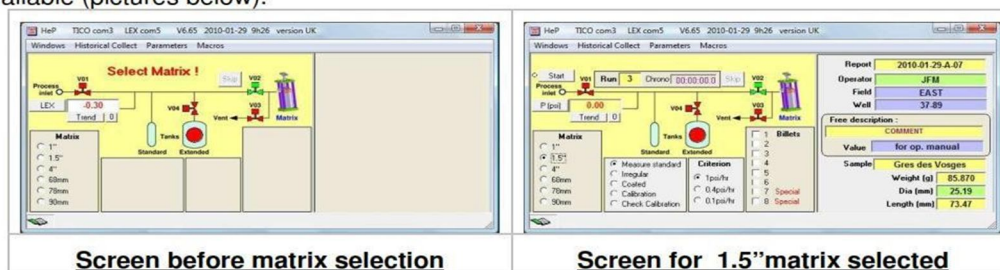 ailable (pictures below):
HeP TICO com3 LEX com5 V6.65 2010-01-29 9h26 version UK
Windows Historical Collect Parameters Macros
Select Matrix !
Skip
V01
V02
Process inlet
LEX -0.30
Trend 0
V04
V03
Vent
Matrix
Tanks
Standard Extended
Matrix
1"
1.5"
4"
68mm
78mm
90mm
Screen before matrix selection
HeP TICO com3 LEX com5 V6.65 2010-01-29 9h26 version UK
Windows Historical Collect Parameters Macros
Start
V01
Run 3 Chrono 00:00:00.0 Skip
V02
Process inlet
P [psi] 0.00
Trend 0
V04
V03
Vent
Matrix
Tanks
Standard Extended
Matrix
1"
1.5"
4"
68mm
78mm
90mm
Measure standard
Irregular
Coated
Calibration
Check Calibration
Criterion
1psi/hr
0.4psi/hr
0.1psi/hr
1 Billets
2
3
4
5
6
7 Special
8 Special
Report 2010-01-29-A-07
Operator JFM
Field EAST
Well 37-89
Free description :
COMMENT
Value for op. manual
Sample Gres des Vosges
Weight (g) 85.870
Dia (mm) 25.19
Length (mm) 73.47
Screen for 1.5”matrix selected